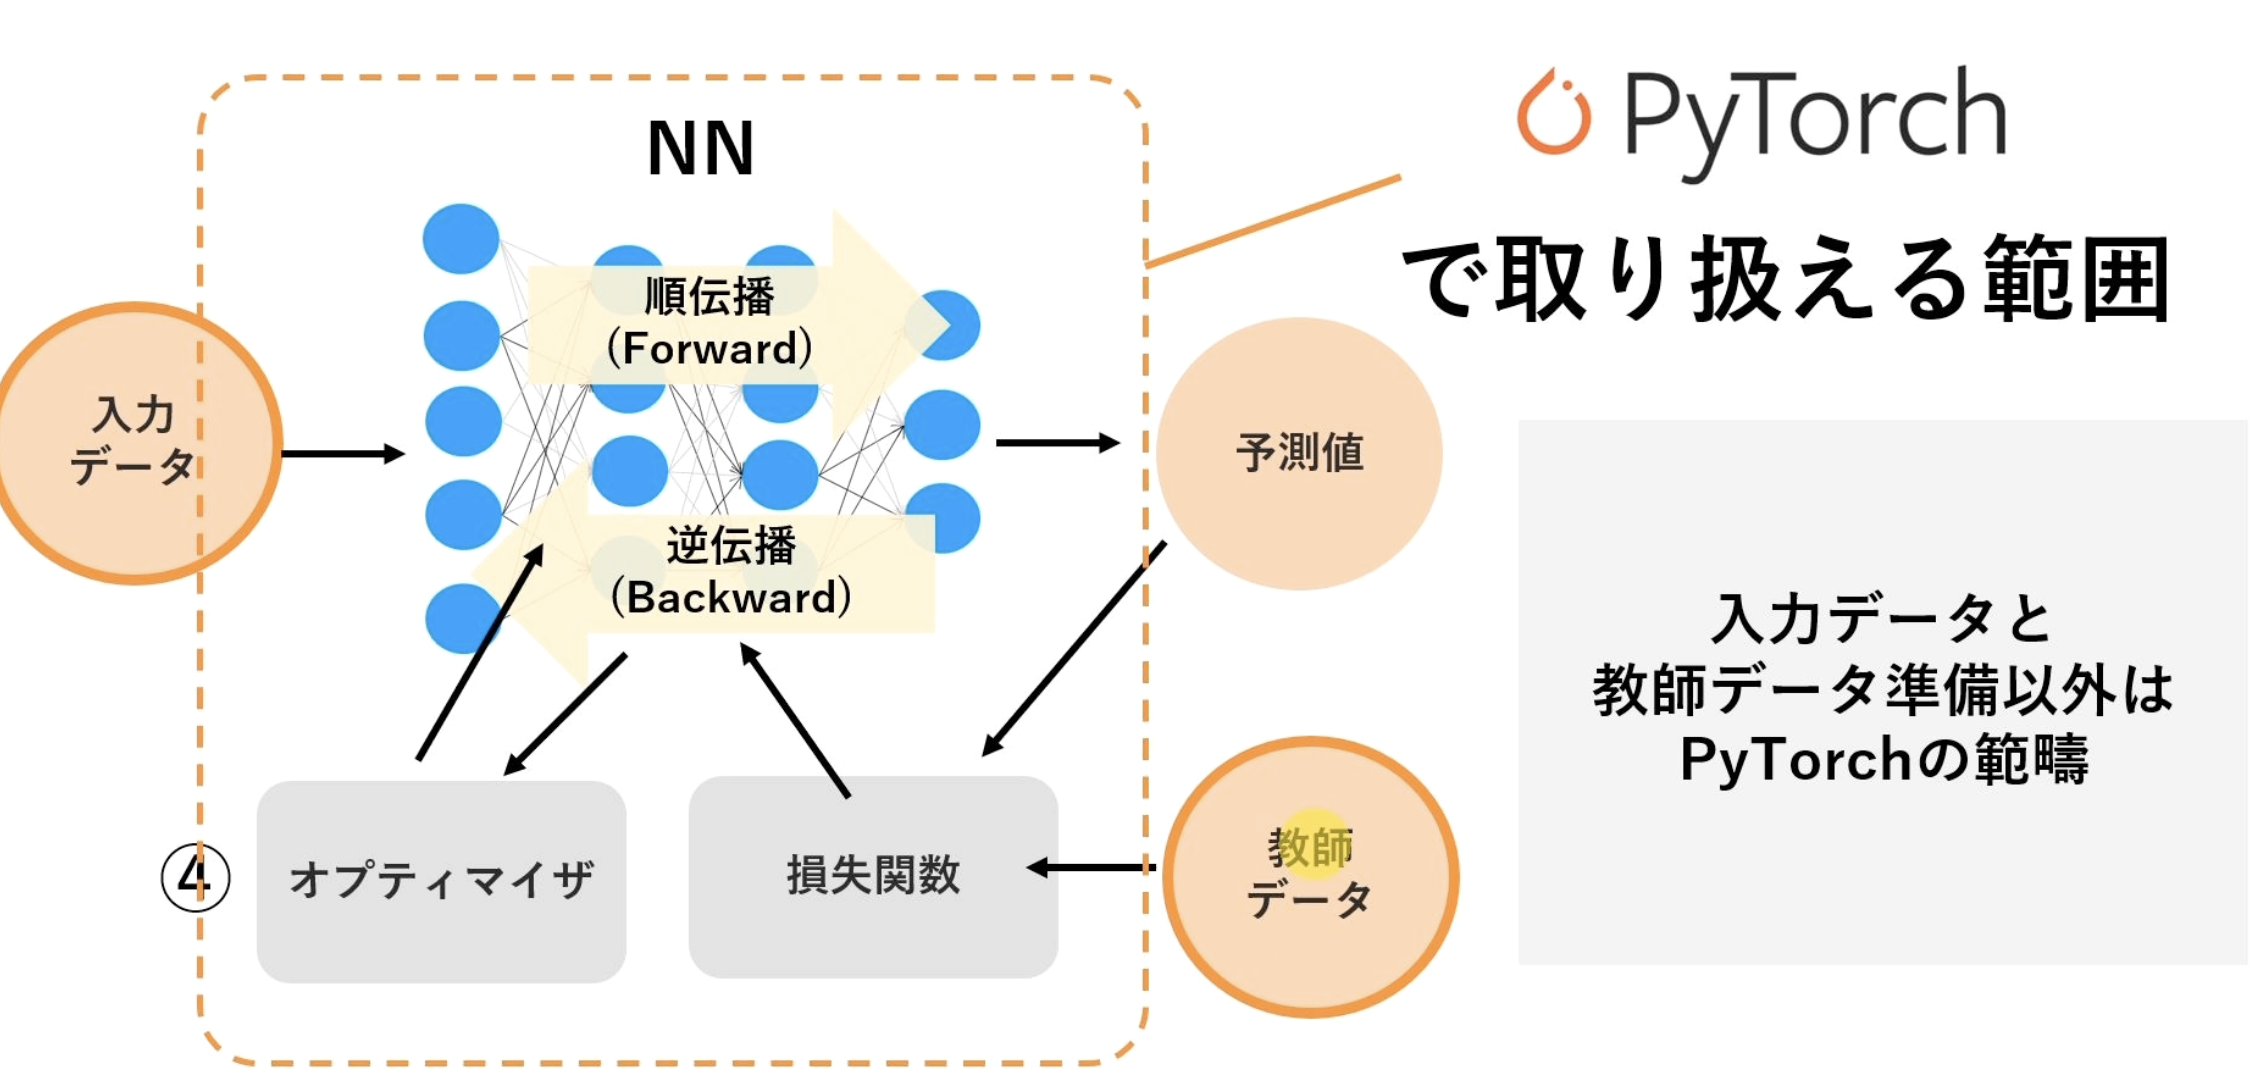 PyTorch
で取り扱える範囲
NN
順伝播
(Forward)
入力
データ
予測値
逆伝播
(Backward)
入力データと
教師データ準備以外は
PyTorchの範疇
④
オプティマイザ
損失関数
教師
データ